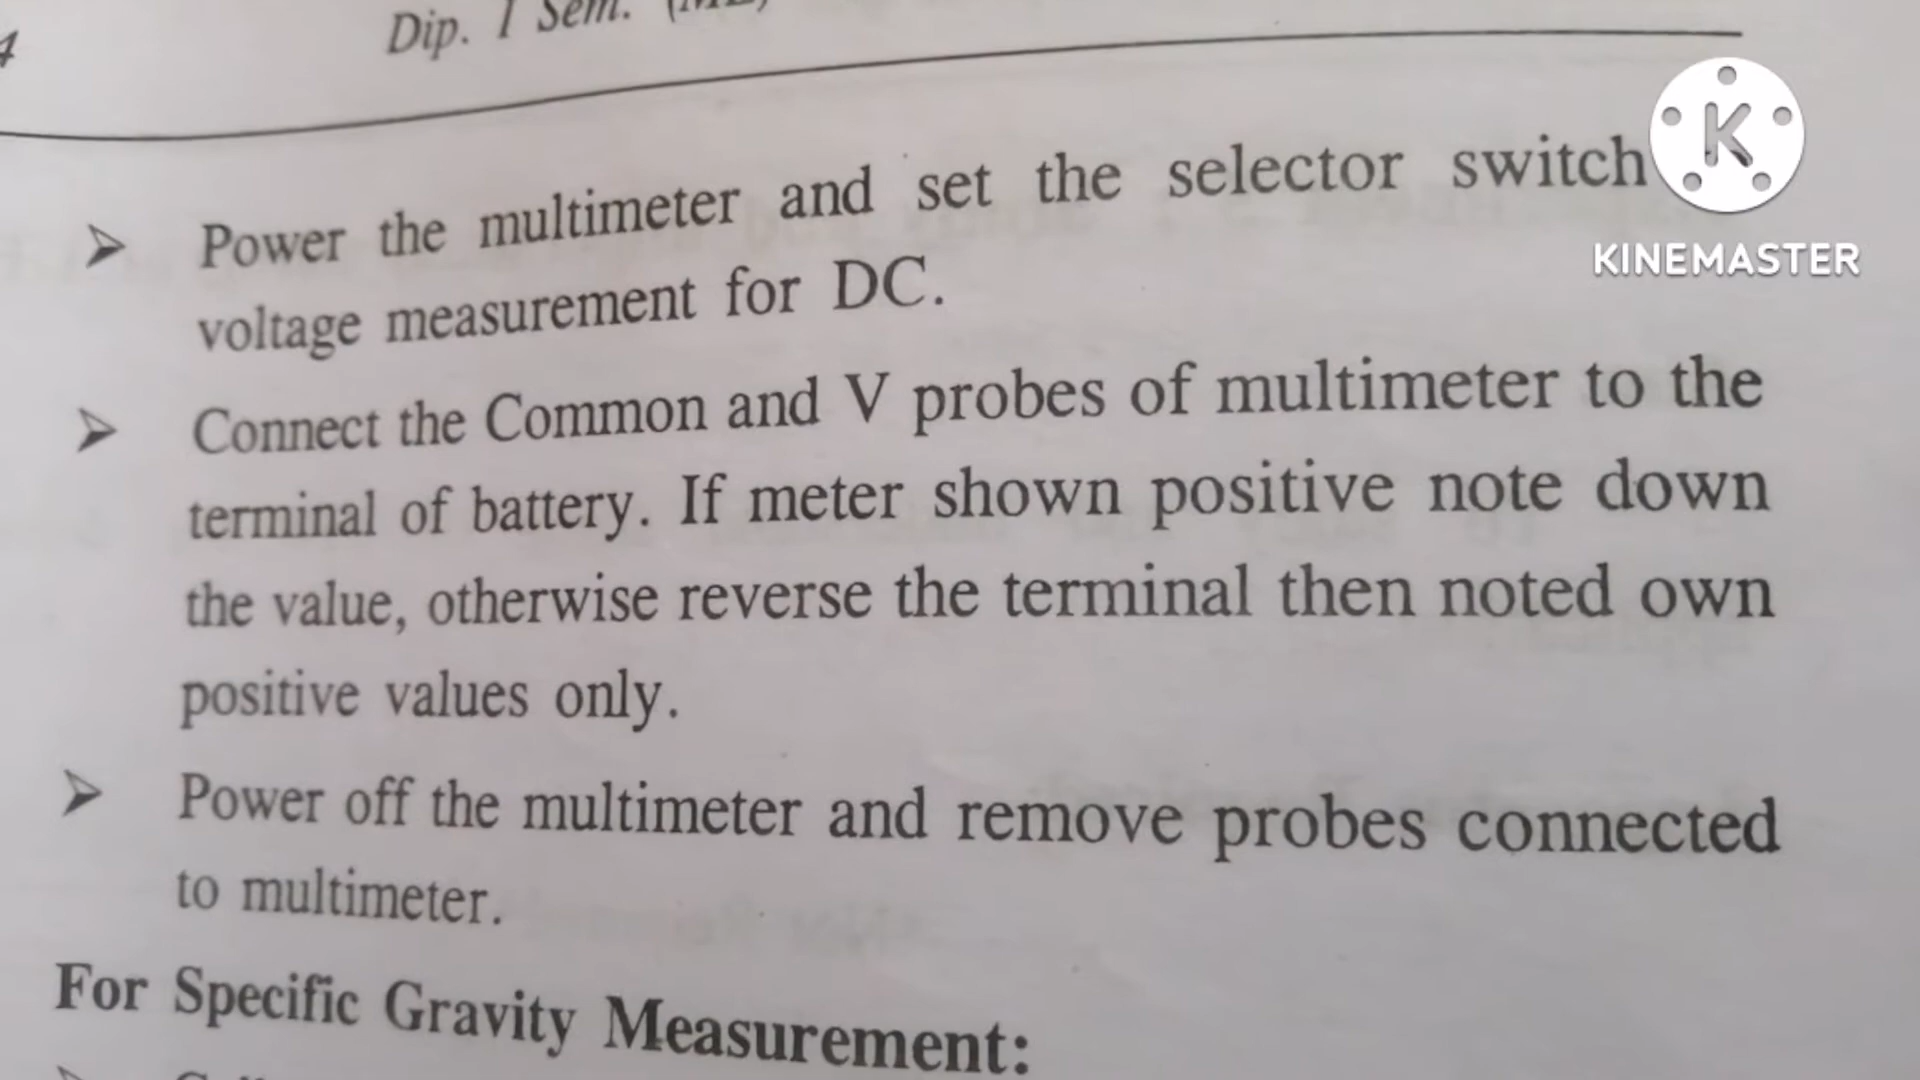 4
Dip. 1 Sem.
➢ Power the multimeter and set the selector switch
voltage measurement for DC.
➢ Connect the Common and V probes of multimeter to the
terminal of battery. If meter shown positive note down
the value, otherwise reverse the terminal then noted own
positive values only.
➢ Power off the multimeter and remove probes connected
to multimeter.
For Specific Gravity Measurement:
K
KINEMASTER